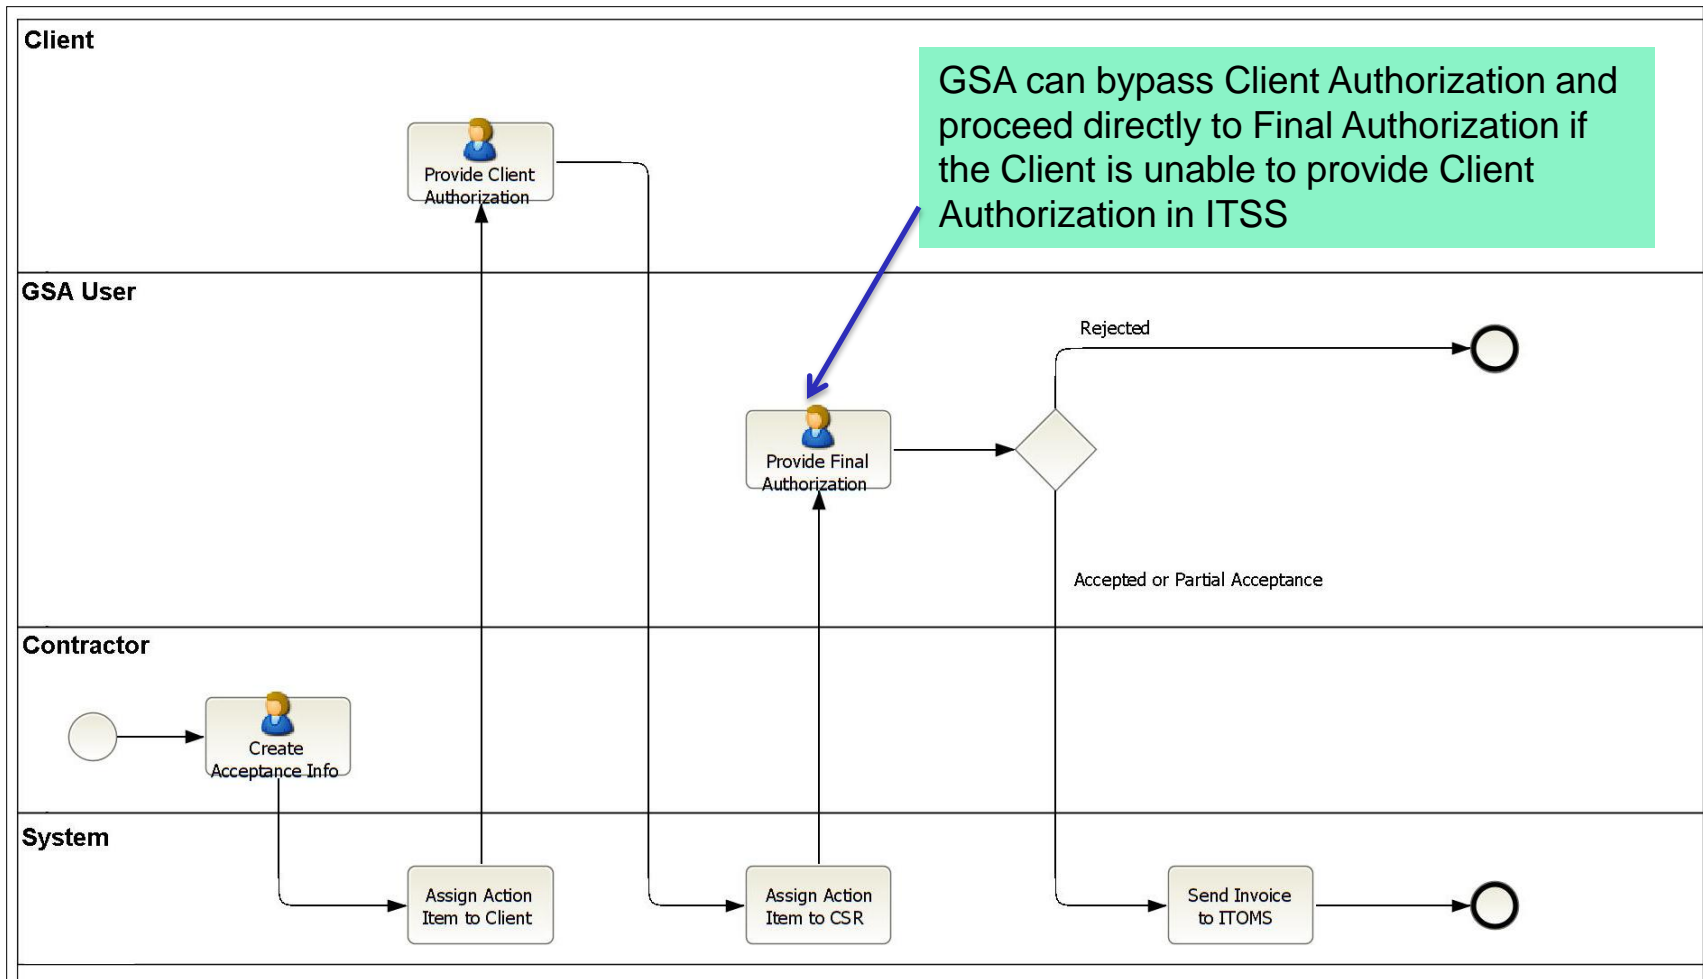 Client
GSA can bypass Client Authorization and
proceed directly to Final Authorization if
the Client is unable to provide Client
Authorization in ITSS
Provide Client
Authorization
GSA User
Rejected
Provide Final
Authorization
Accepted or Partial Acceptance
Contractor
Create
Acceptance Info
System
Assign Action
Item to Client
Assign Action
Item to CSR
Send Invoice
to ITOMS